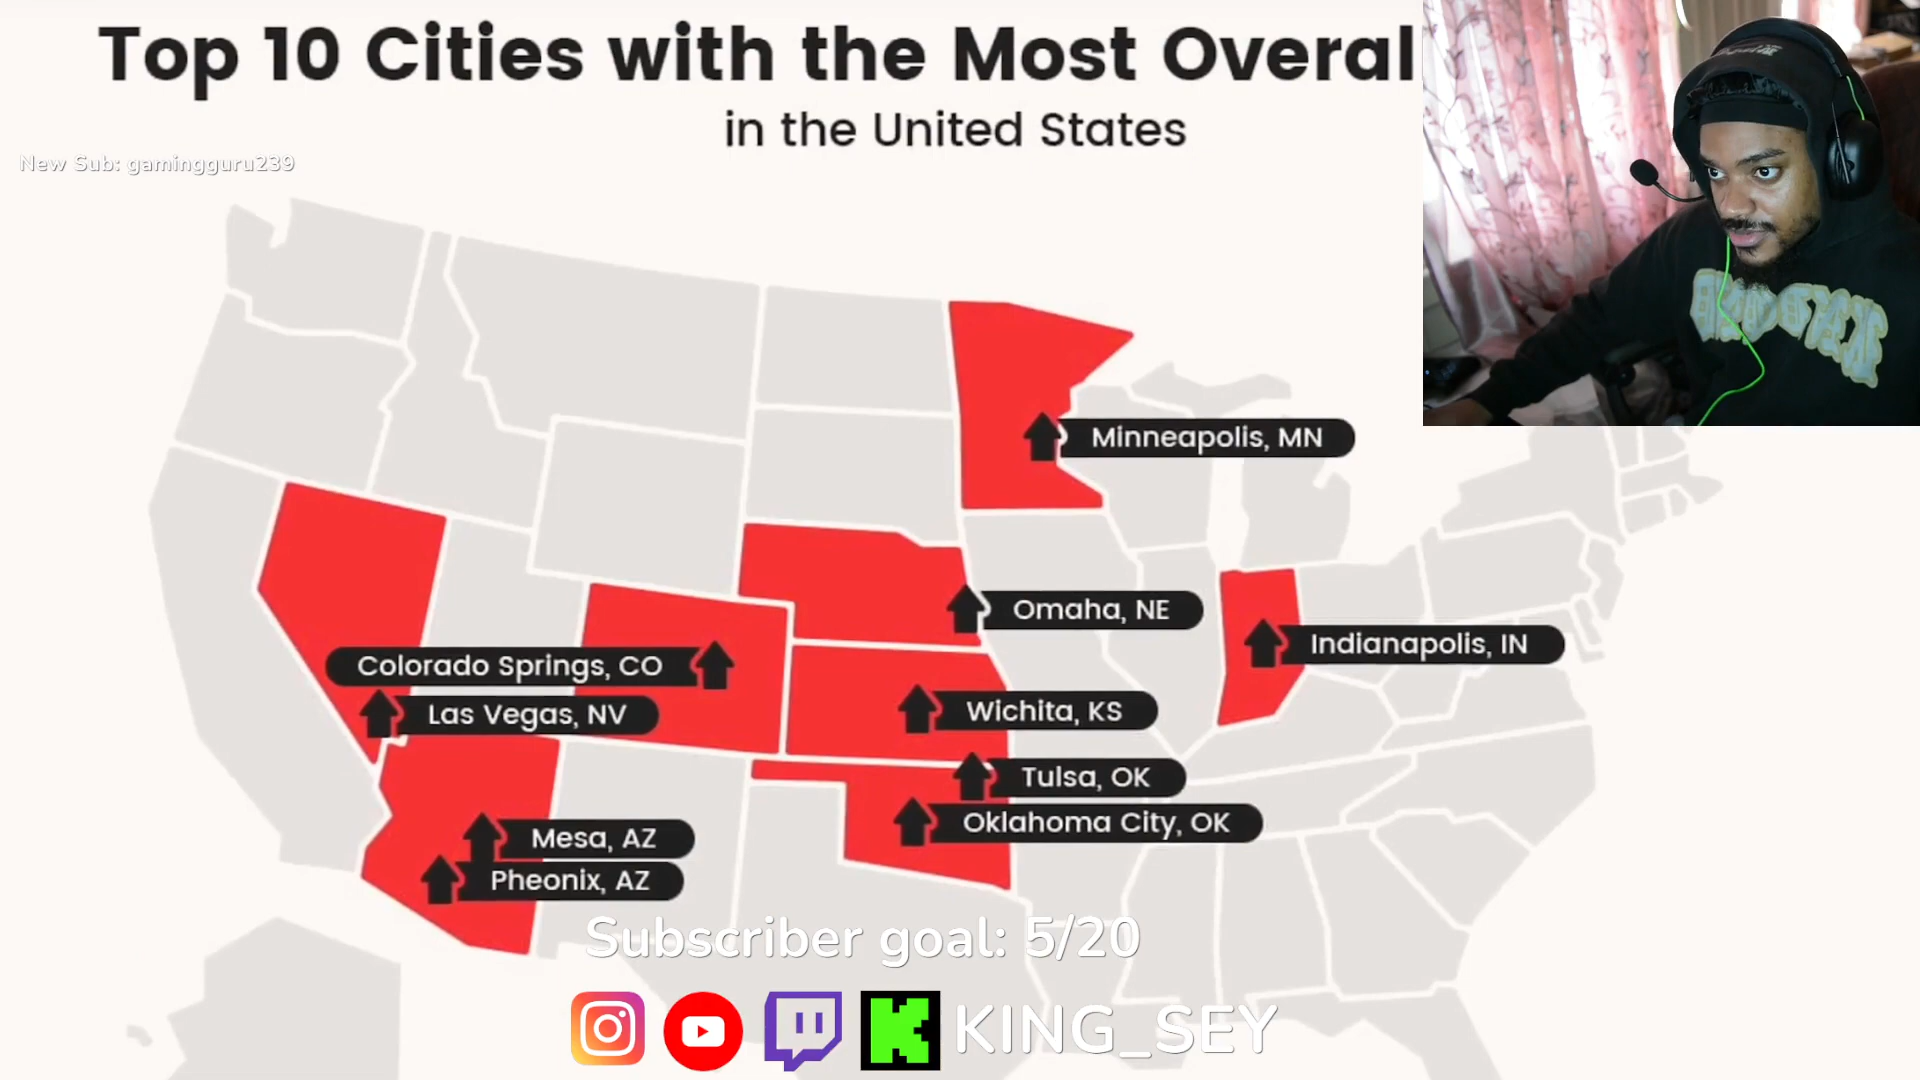 Top 10 Cities with the Most Overal
in the United States
New Sub: gamingguru239
Minneapolis, MN
Omaha, NE
Indianapolis, IN
Colorado Springs, CO
Las Vegas, NV
Wichita, KS
Tulsa, OK
Oklahoma City, OK
Mesa, AZ
Pheonix, AZ
Subscriber goal: 5/20
KING_SEY